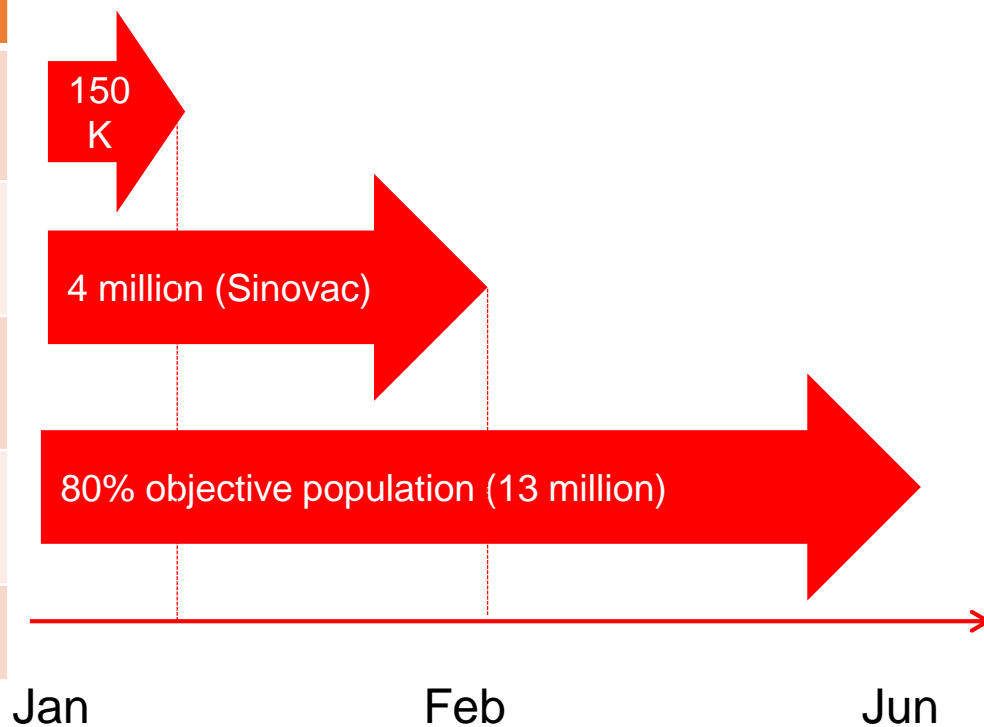 150
K
4 million (Sinovac)
80% objective population (13 million)
Jan Feb Jun